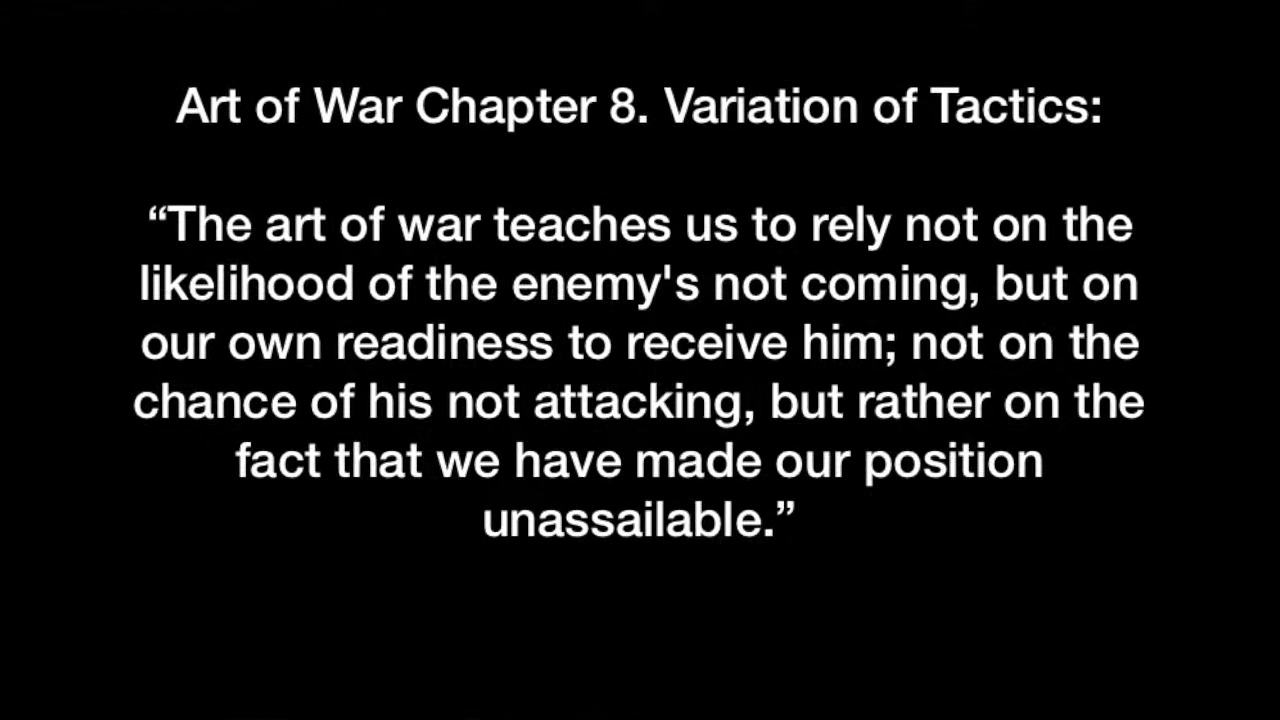 Art of War Chapter 8. Variation of Tactics:
“The art of war teaches us to rely not on the
likelihood of the enemy's not coming, but on
our own readiness to receive him; not on the
chance of his not attacking, but rather on the
fact that we have made our position
unassailable.”